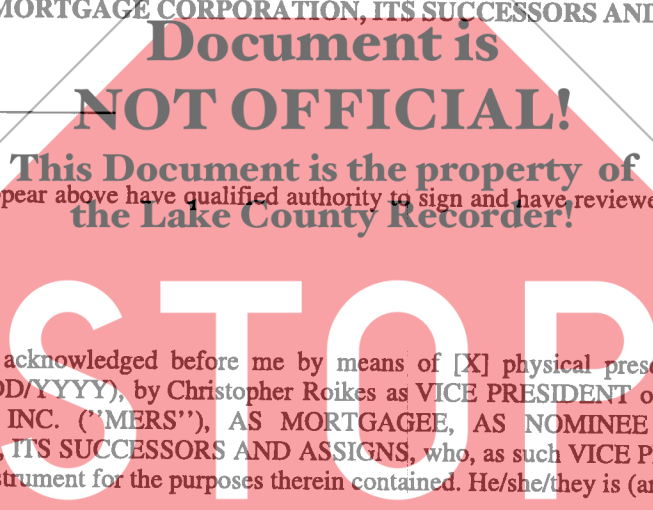 MORTGAGE CORPORATION, ITS SUCCESSORS AND
Document is
NOT OFFICIAL!
This Document is the property of
pear above have qualified authority to sign and have reviewe
the Lake County Recorder!
STOP
acknowledged before me by means of [X] physical pres
DD/YYYY), by Christopher Roikes as VICE PRESIDENT o
INC. (''MERS''), AS MORTGAGEE, AS NOMINEE
, ITS SUCCESSORS AND ASSIGNS, who, as such VICE P
strument for the purposes therein contained. He/she/they is (a